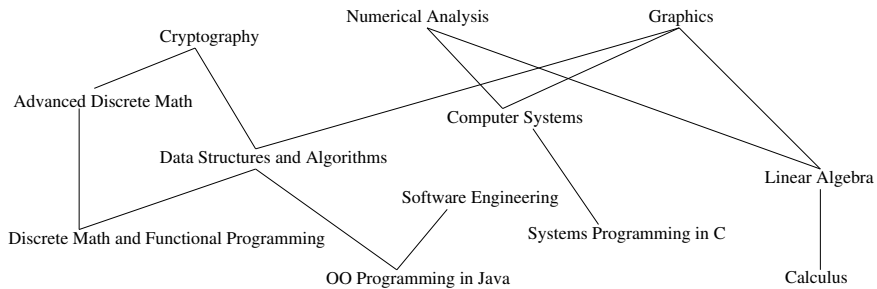 Numerical Analysis
Graphics
Cryptography
Advanced Discrete Math
Computer Systems
Data Structures and Algorithms
Linear Algebra
Software Engineering
Systems Programming in C
Discrete Math and Functional Programming
OO Programming in Java
Calculus